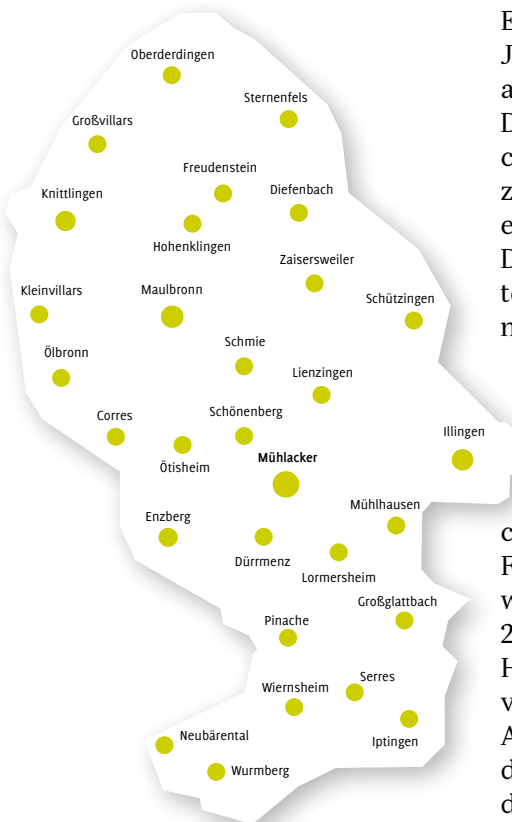 Oberderdingen
Sternenfels
Großvillars
Freudenstein
Diefenbach
Knittlingen
Hohenklingen
Zaisersweiler
Kleinvillars
Maulbronn
Schützingen
Schmie
Ölbronn
Lienzingen
Corres
Schönenberg
Illingen
Ötisheim
Mühlacker
Mühlhausen
Enzberg
Dürrmenz
Lormersheim
Großglattbach
Pinache
Serres
Wiernsheim
Iptingen
Neubärental
Wurmberg